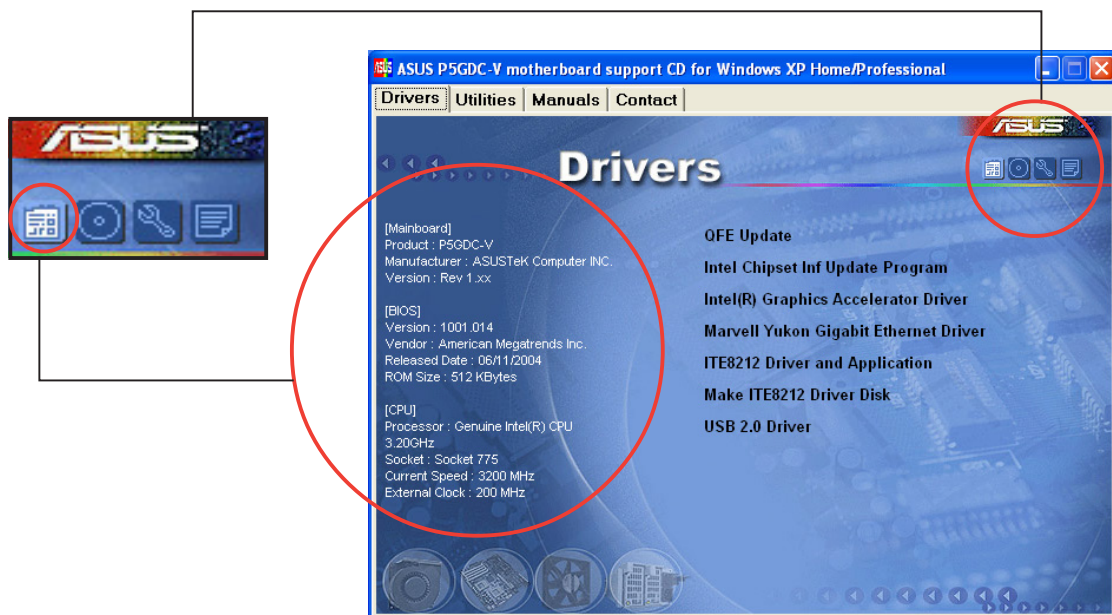 ASUS P5GDC-V motherboard support CD for Windows XP Home/Professional
Drivers Utilities Manuals Contact
ASUS
ASUS
Drivers
[Mainboard]
Product : P5GDC-V
Manufacturer : ASUSTeK Computer INC.
Version : Rev 1.xx
[BIOS]
Version : 1001.014
Vendor : American Megatrends Inc.
Released Date : 06/11/2004
ROM Size : 512 KBytes
[CPU]
Processor : Genuine Intel(R) CPU
3.20GHz
Socket : Socket 775
Current Speed : 3200 MHz
External Clock : 200 MHz
QFE Update
Intel Chipset Inf Update Program
Intel(R) Graphics Accelerator Driver
Marvell Yukon Gigabit Ethernet Driver
ITE8212 Driver and Application
Make ITE8212 Driver Disk
USB 2.0 Driver